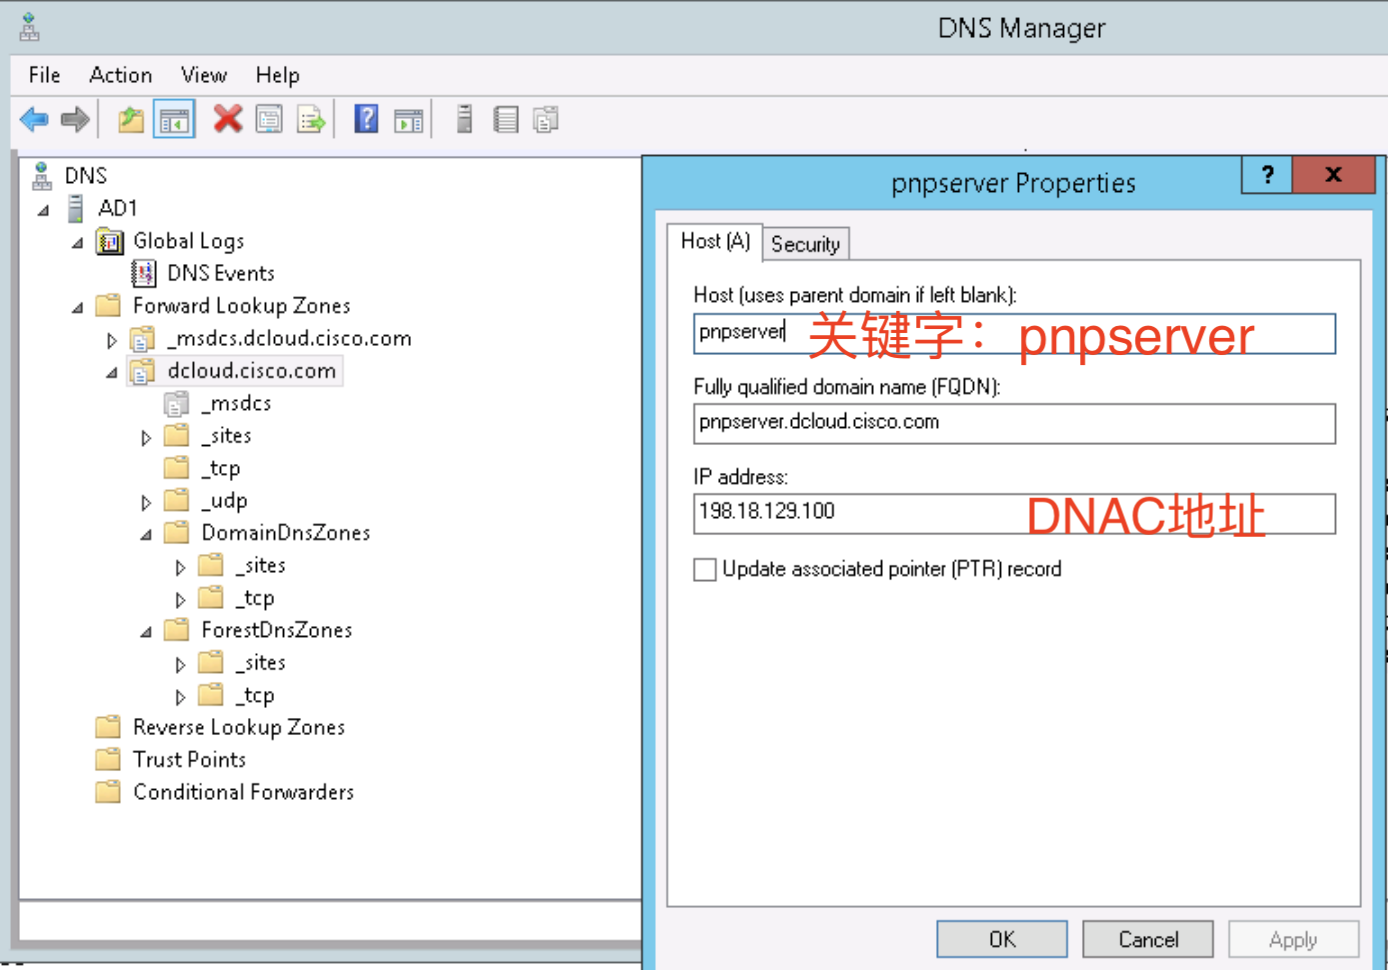 DNS Manager
File Action View Help
DNS
AD1
Global Logs
DNS Events
Forward Lookup Zones
_msdcs.dcloud.cisco.com
dcloud.cisco.com
_msdcs
_sites
_tcp
_udp
DomainDnsZones
_sites
_tcp
ForestDnsZones
_sites
_tcp
Reverse Lookup Zones
Trust Points
Conditional Forwarders
pnpserver Properties
? x
Host (A) Security
Host (uses parent domain if left blank):
pnpserver 关键字：pnpserver
Fully qualified domain name (FQDN):
pnpserver.dcloud.cisco.com
IP address:
198.18.129.100 DNAC地址
Update associated pointer (PTR) record
OK Cancel Apply